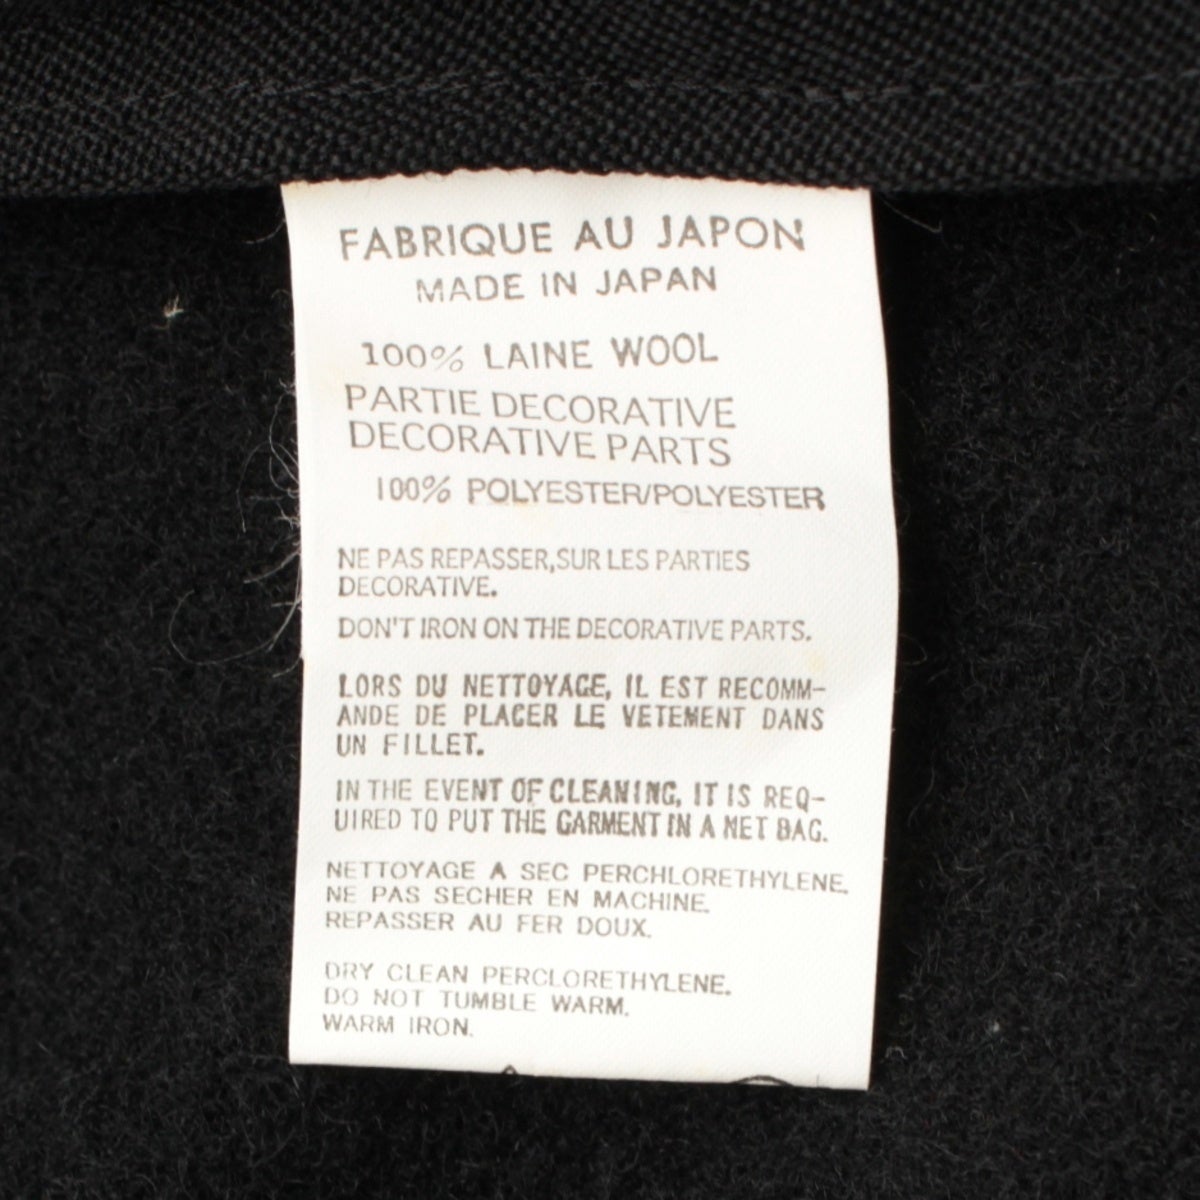 FABRIQUE AU JAPON
MADE IN JAPAN
100% LAINE WOOL
PARTIE DECORATIVE
DECORATIVE PARTS
100% POLYESTER/POLYESTER
NE PAS REPASSER,SUR LES PARTIES
DECORATIVE.
DON'T IRON ON THE DECORATIVE PARTS.
LORS DU NETTOYAGE, IL EST RECOMM-
ANDE DE PLACER LE VETEMENT DANS
UN FILLET.
IN THE EVENT OF CLEANING, IT IS REQ-
UIRED TO PUT THE GARMENT IN A NET BAG.
NETTOYAGE A SEC PERCHLORETHYLENE.
NE PAS SECHER EN MACHINE.
REPASSER AU FER DOUX.
DRY CLEAN PERCLORETHYLENE.
DO NOT TUMBLE WARM.
WARM IRON.